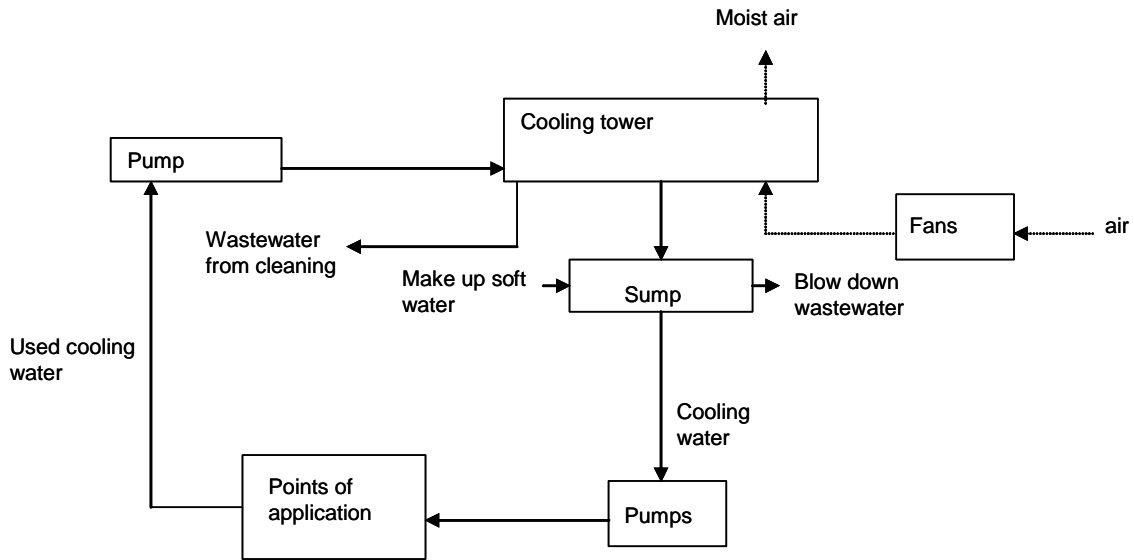 Moist air
Cooling tower
Pump
Fans
air
Wastewater
from cleaning
Make up soft
water
Sump
Blow down
wastewater
Used cooling
water
Cooling
water
Points of
application
Pumps